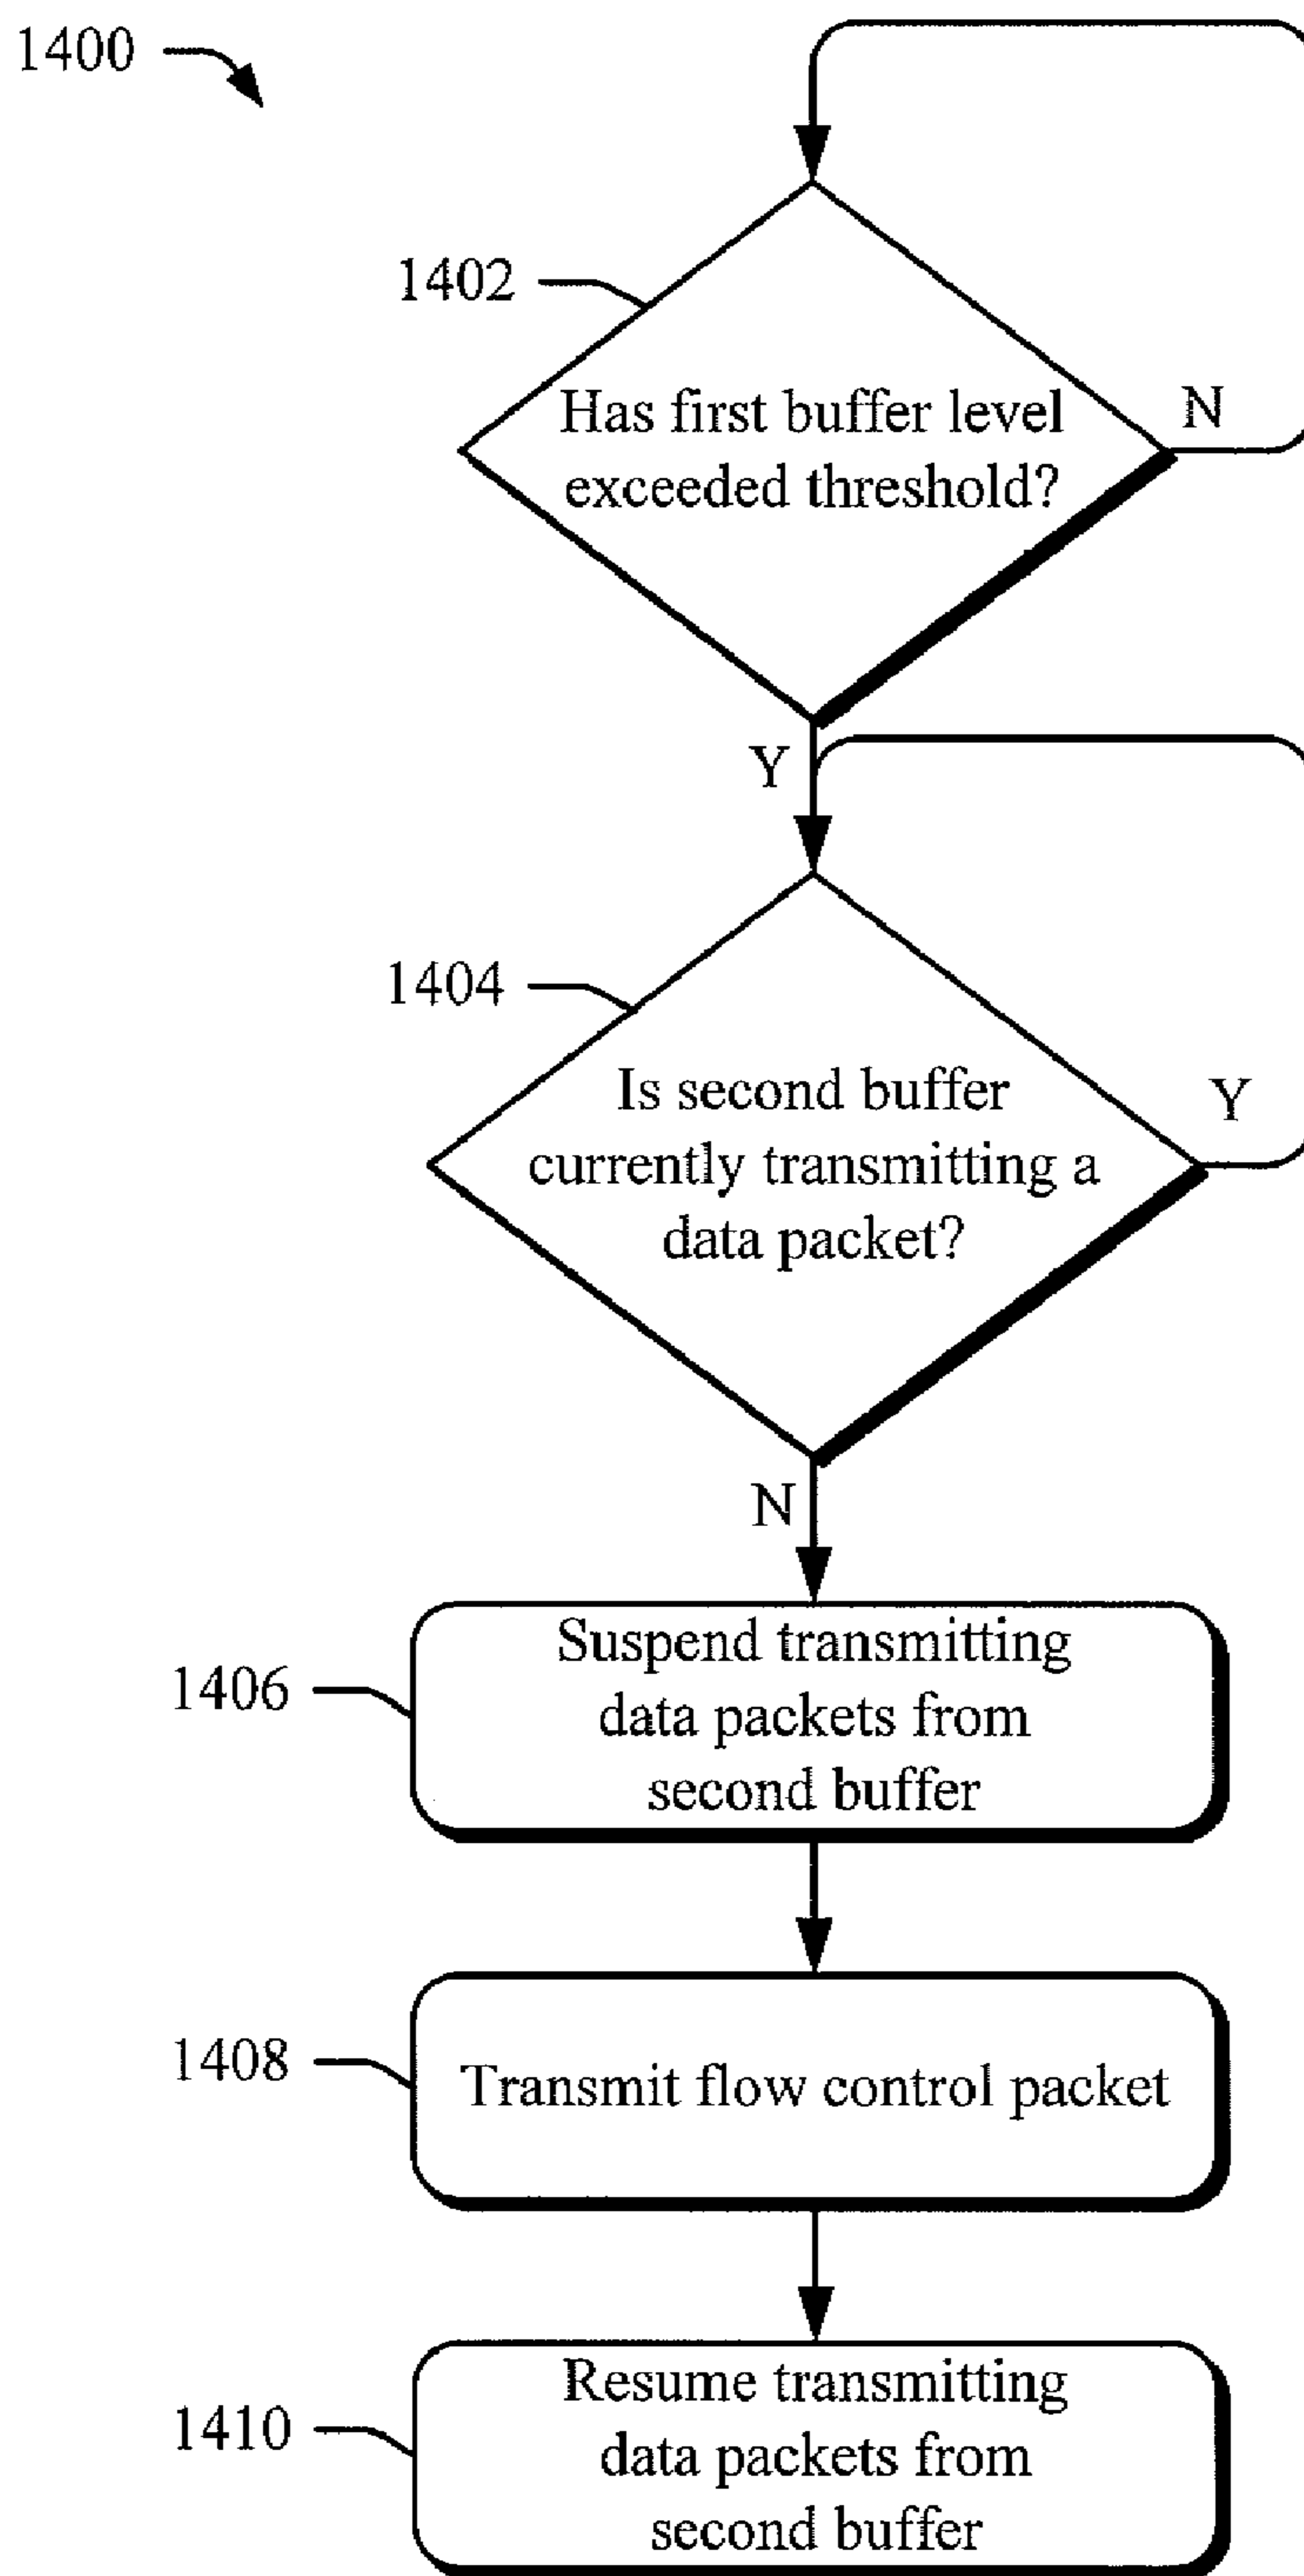 1400
1402
Has first buffer level
exceeded threshold?
N
Y
1404
Is second buffer
currently transmitting a
data packet?
Y
N
1406
Suspend transmitting
data packets from
second buffer
1408
Transmit flow control packet
1410
Resume transmitting
data packets from
second buffer